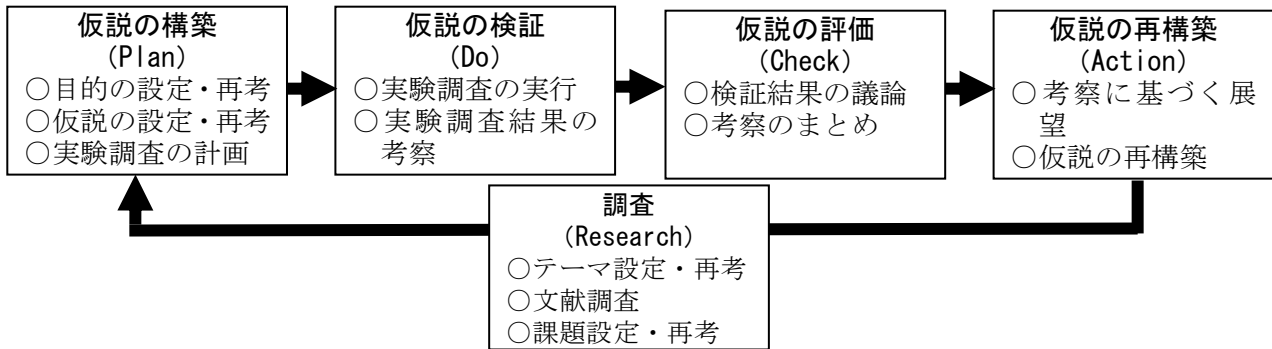 仮説の構築
(Plan)
○目的の設定・再考
○仮説の設定・再考
○実験調査の計画
仮説の検証
(Do)
○実験調査の実行
○実験調査結果の
考察
仮説の評価
(Check)
○検証結果の議論
○考察のまとめ
仮説の再構築
(Action)
○考察に基づく展
望
○仮説の再構築
調査
(Research)
○テーマ設定・再考
○文献調査
○課題設定・再考